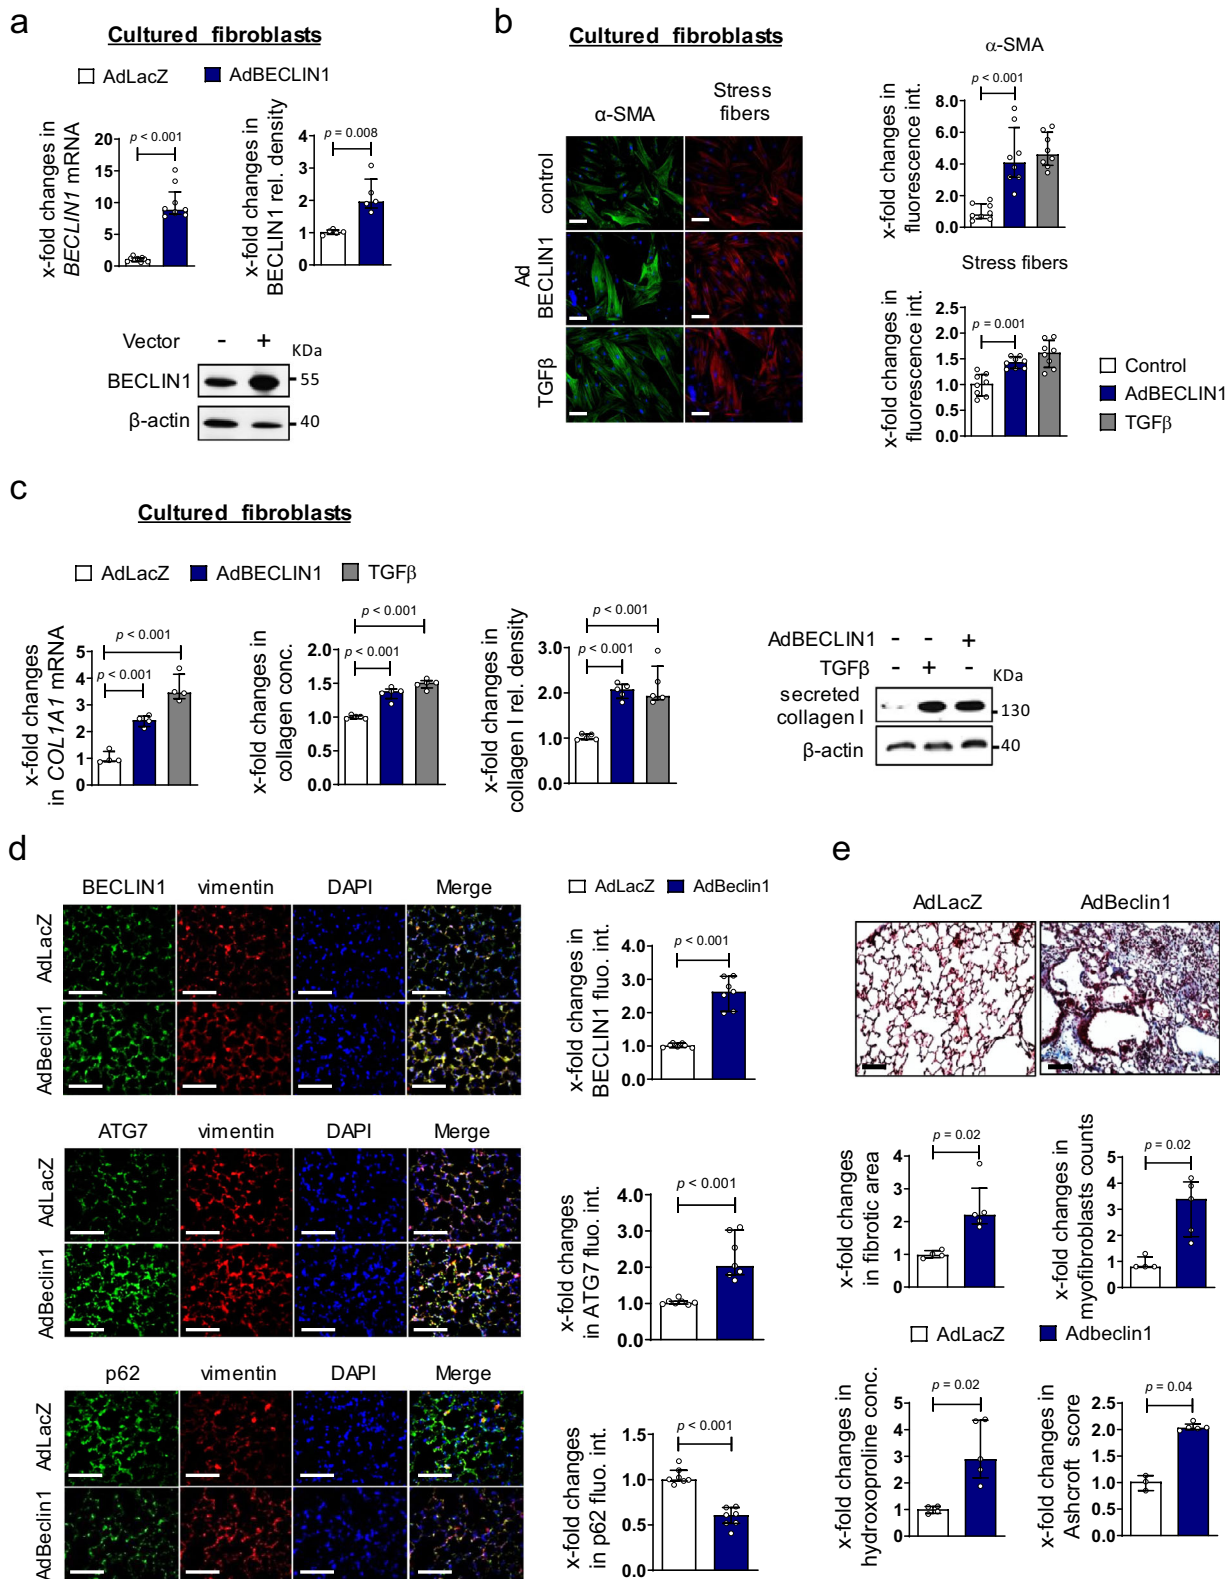 a
Cultured fibroblasts
AdLacZ
AdBECLIN1
x-fold changes in
BECLIN1 mRNA
p < 0.001
20
15
10
5
0
x-fold changes in
BECLIN1 rel. density
p = 0.008
4
3
2
1
0
Vector - +
KDa
BECLIN1
55
β-actin
40
b
Cultured fibroblasts
α-SMA
Stress
fibers
control
Ad
BECLIN1
TGFβ
α-SMA
x-fold changes in
fluorescence int.
p < 0.001
8.0
6.0
4.0
2.0
0.0
Stress fibers
x-fold changes in
fluorescence int.
p = 0.001
2.5
2.0
1.5
1.0
0.5
0.0
Control
AdBECLIN1
TGFβ
c
Cultured fibroblasts
AdLacZ
AdBECLIN1
TGFβ
x-fold changes
in COL1A1 mRNA
p < 0.001
p < 0.001
5
4
3
2
1
0
x-fold changes in
collagen conc.
p < 0.001
p < 0.001
2.0
1.5
1.0
0.5
0.0
x-fold changes in
collagen I rel. density
p < 0.001
p < 0.001
3.0
2.0
1.0
0.0
AdBECLIN1 - - +
TGFβ - + -
KDa
secreted
collagen I
130
β-actin
40
d
BECLIN1 vimentin DAPI Merge
AdLacZ
AdBeclin1
ATG7 vimentin DAPI Merge
AdLacZ
AdBeclin1
p62 vimentin DAPI Merge
AdLacZ
AdBeclin1
AdLacZ
AdBeclin1
x-fold changes in
BECLIN1 fluo. int.
p < 0.001
4.0
3.0
2.0
1.0
0.0
x-fold changes
in ATG7 fluo. int.
p < 0.001
4.0
3.0
2.0
1.0
0.0
x-fold changes
in p62 fluo. int.
p < 0.001
1.5
1.0
0.5
0.0
e
AdLacZ
AdBeclin1
x-fold changes
in fibrotic area
p = 0.02
4
3
2
1
0
x-fold changes in
myofibroblasts counts
p = 0.02
5
4
3
2
1
0
AdLacZ
Adbeclin1
x-fold changes in
hydroxoproline conc.
p = 0.02
5
4
3
2
1
0
x-fold changes in
Ashcroft score
p = 0.04
2.5
2.0
1.5
1.0
0.5
0.0